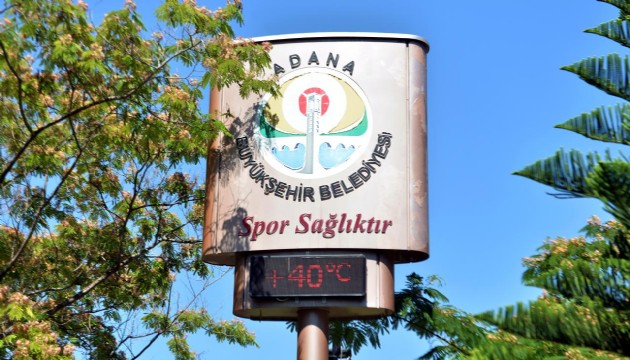 ADANA
BÜYÜKŞEHİR BELEDİYESİ
Spor Sağlıktır
+40°C